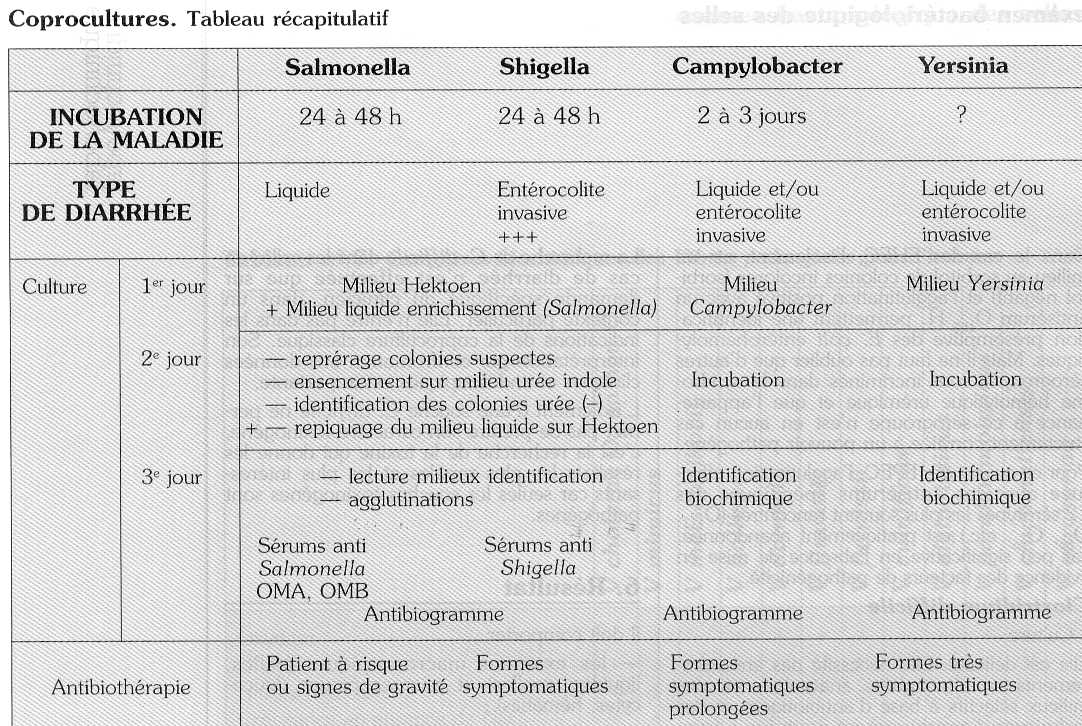 Coprocultures. Tableau récapitulatif
Salmonella Shigella Campylobacter Yersinia
INCUBATION DE LA MALADIE 24 à 48 h 24 à 48 h 2 à 3 jours ?
TYPE DE DIARRHÉE
Liquide Entérocolite Liquide et/ou Liquide et/ou
invasive entérocolite entérocolite
+++ invasive invasive
Culture 1er jour Milieu Hektoen Milieu Milieu Yersinia
+ Milieu liquide enrichissement (Salmonella) Campylobacter
2e jour — reprérage colonies suspectes
— ensencement sur milieu urée indole Incubation Incubation
— identification des colonies urée (–)
+ — repiquage du milieu liquide sur Hektoen
3e jour — lecture milieux identification Identification Identification
— agglutinations biochimique biochimique
Sérums anti Sérums anti
Salmonella Shigella
OMA, OMB
Antibiogramme Antibiogramme Antibiogramme
Antibiothérapie
Patient à risque Formes Formes Formes très
ou signes de gravité symptomatiques symptomatiques symptomatiques
prolongées